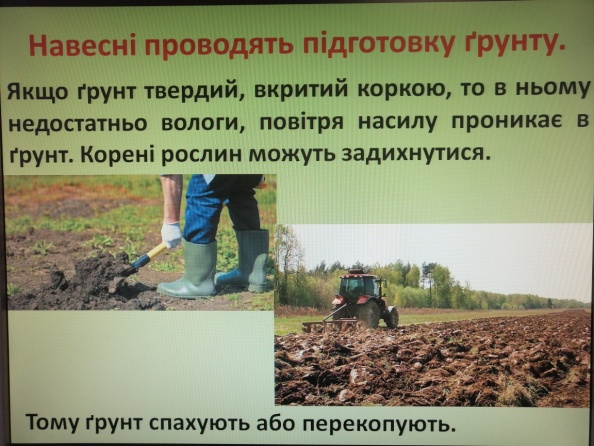 Навесні проводять підготовку ґрунту.
Якщо ґрунт твердий, вкритий коркою, то в ньому
недостатньо вологи, повітря насилу проникає в
ґрунт. Корені рослин можуть задихнутися.
Тому ґрунт спахують або перекопують.